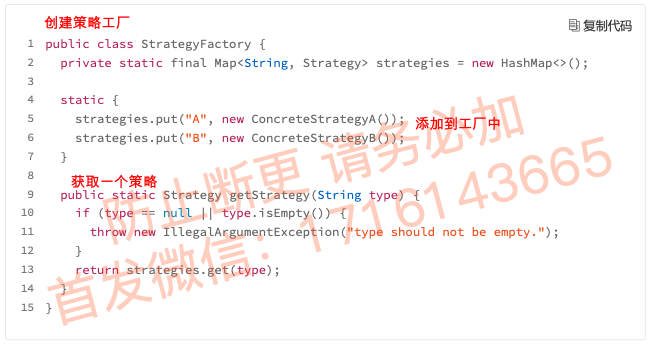 创建策略工厂
复制代码
1 public class StrategyFactory {
2 private static final Map<String, Strategy> strategies = new HashMap<>();
3
4 static {
5 strategies.put("A", new ConcreteStrategyA());
添加到工厂中
6 strategies.put("B", new ConcreteStrategyB());
7 }
8
获取一个策略
9 public static Strategy getStrategy(String type) {
10 if (type == null || type.isEmpty()) {
11 throw new IllegalArgumentException("type should not be empty.");
12 }
13 return strategies.get(type);
14 }
15 }
防止断更 请务必加
首发微信：1716143665